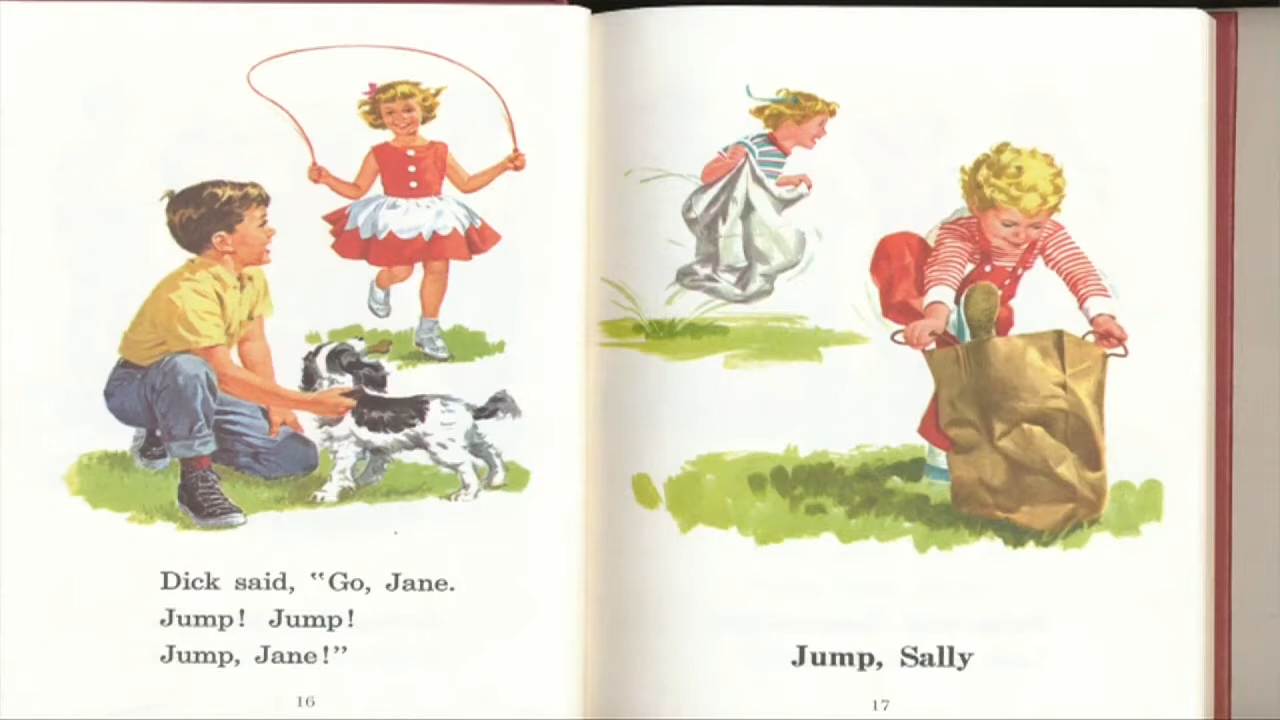 Dick said, “Go, Jane.
Jump! Jump!
Jump, Jane!”
16
Jump, Sally
17